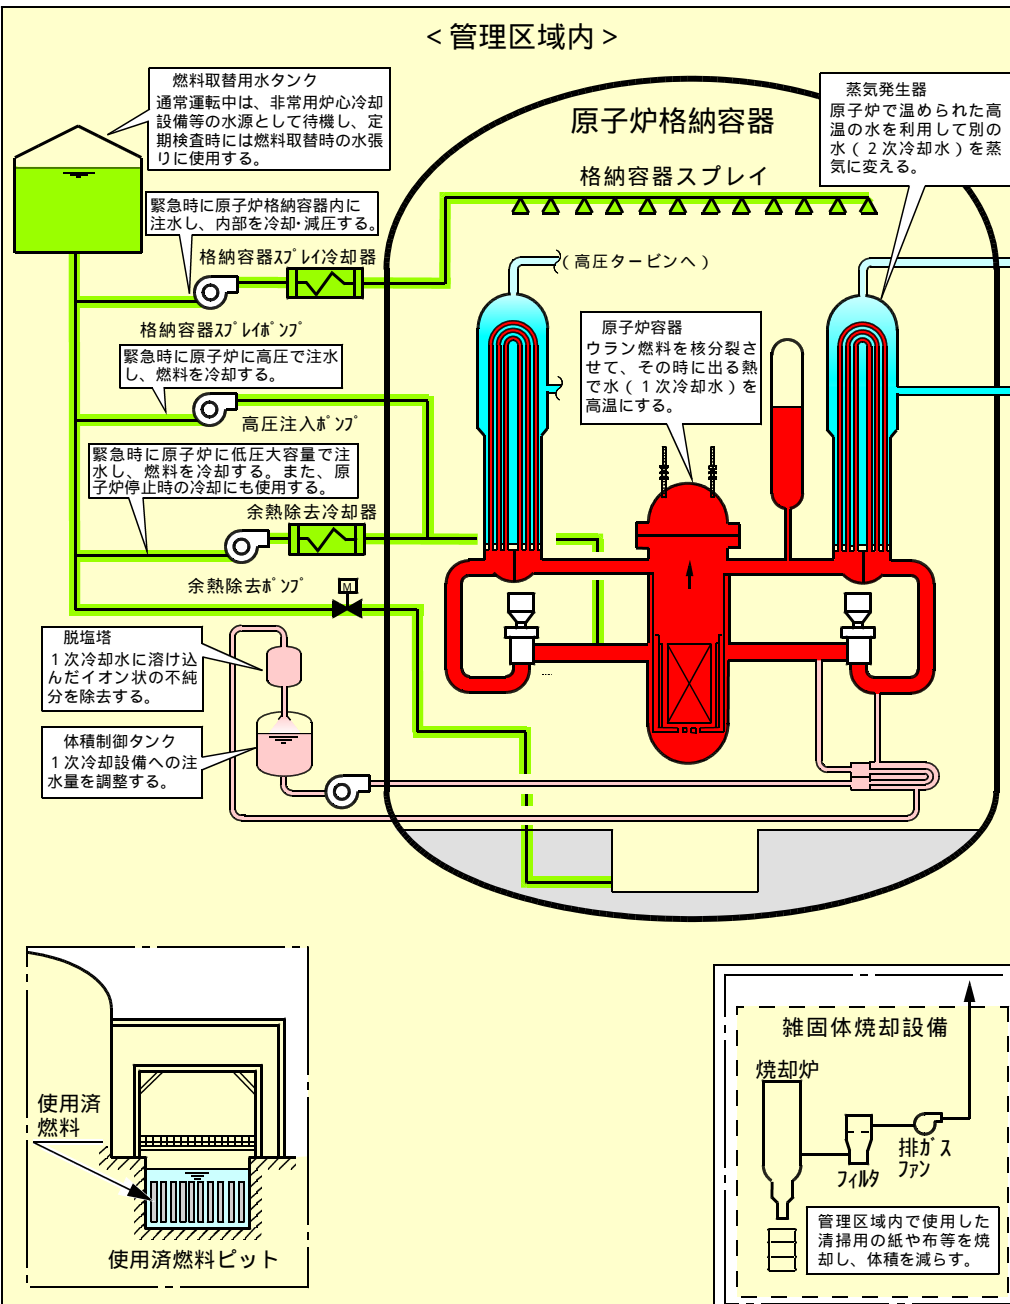 ＜管理区域内＞
燃料取替用水タンク
通常運転中は、非常用炉心冷却
設備等の水源として待機し、定
期検査時には燃料取替時の水張
りに使用する。
緊急時に原子炉格納容器内に
注水し、内部を冷却･減圧する。
格納容器ｽﾌﾟﾚｲ冷却器
格納容器ｽﾌﾟﾚｲﾎﾟﾝﾌﾟ
緊急時に原子炉に高圧で注水
し、燃料を冷却する。
高圧注入ﾎﾟﾝﾌﾟ
緊急時に原子炉に低圧大容量で注
水し、燃料を冷却する。また、原
子炉停止時の冷却にも使用する。
余熱除去冷却器
余熱除去ﾎﾟﾝﾌﾟ
M
原子炉格納容器
格納容器スプレイ
（高圧タービンへ）
蒸気発生器
原子炉で温められた高
温の水を利用して別の
水（２次冷却水）を蒸
気に変える。
原子炉容器
ウラン燃料を核分裂さ
せて、その時に出る熱
で水（１次冷却水）を
高温にする。
脱塩塔
１次冷却水に溶け込
んだイオン状の不純
分を除去する。
体積制御タンク
１次冷却設備への注
水量を調整する。
使用済
燃料
使用済燃料ピット
雑固体焼却設備
焼却炉
ﾌｨﾙﾀ
排ｶﾞｽ
ﾌｧﾝ
管理区域内で使用した
清掃用の紙や布等を焼
却し、体積を減らす。